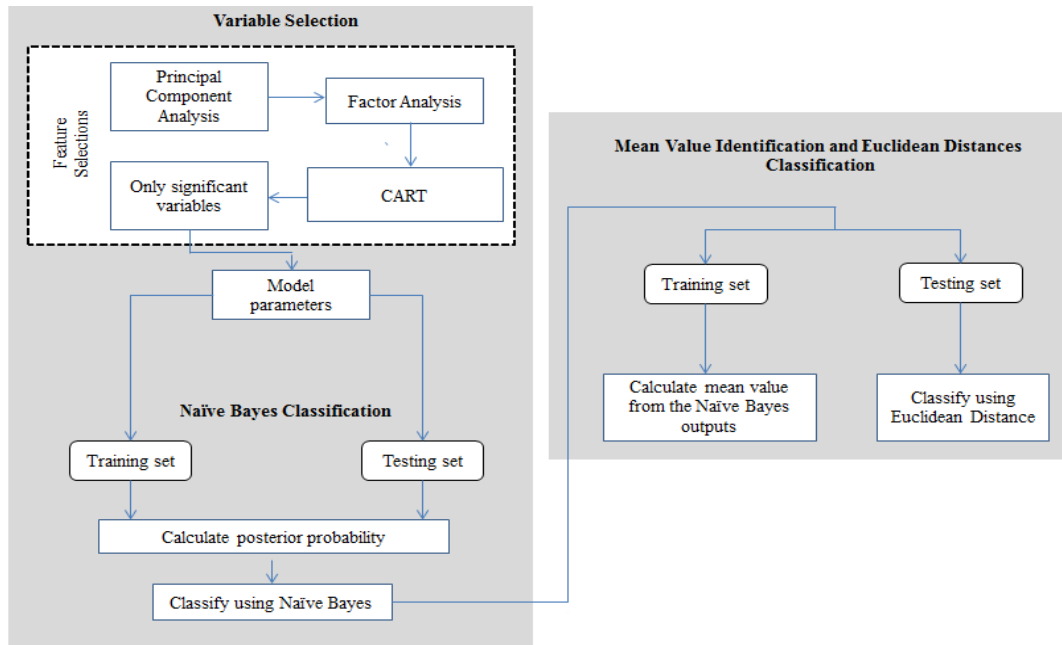 Variable Selection
Feature
Selections
Principal
Component
Analysis
Factor Analysis
Only significant
variables
CART
Model
parameters
Naïve Bayes Classification
Training set
Testing set
Calculate posterior probability
Classify using Naïve Bayes
Mean Value Identification and Euclidean Distances
Classification
Training set
Testing set
Calculate mean value
from the Naïve Bayes
outputs
Classify using
Euclidean Distance